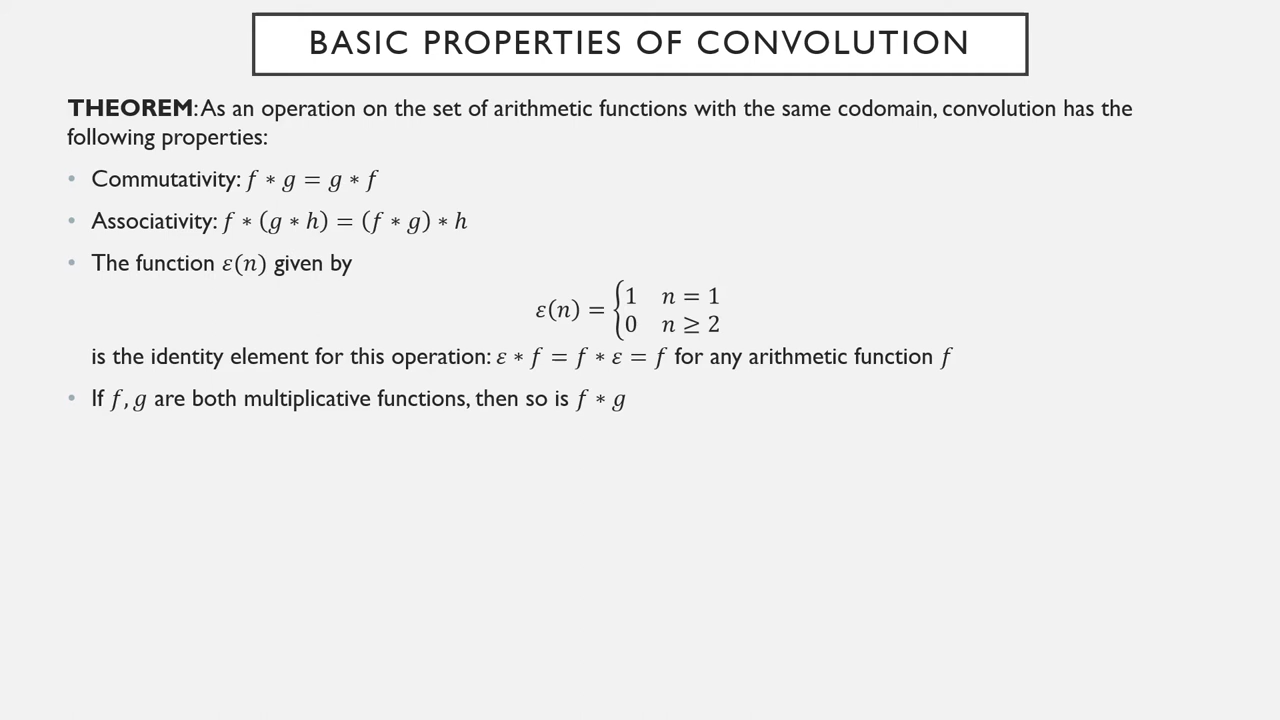 BASIC PROPERTIES OF CONVOLUTION
THEOREM: As an operation on the set of arithmetic functions with the same codomain, convolution has the
following properties:
• Commutativity: f ∗ g = g ∗ f
• Associativity: f ∗ (g ∗ h) = (f ∗ g) ∗ h
• The function ε(n) given by
ε(n) = {1 n = 1
0 n ≥ 2
is the identity element for this operation: ε ∗ f = f ∗ ε = f for any arithmetic function f
• If f, g are both multiplicative functions, then so is f ∗ g